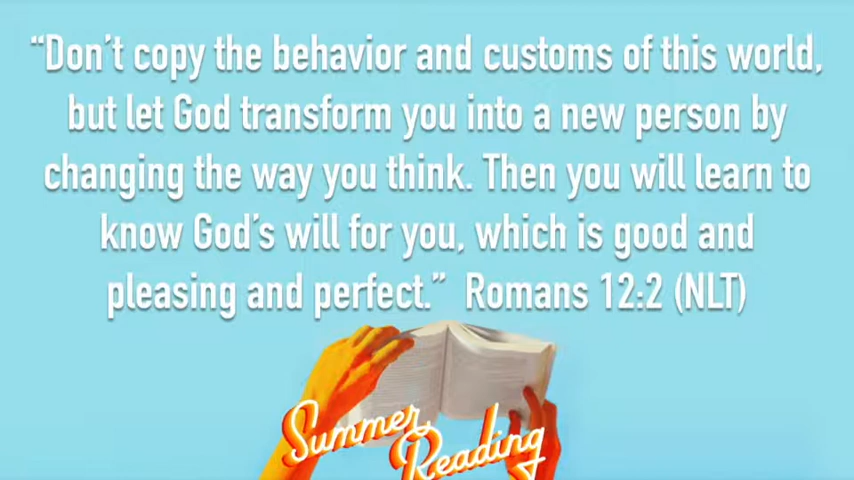 “Don’t copy the behavior and customs of this world,
but let God transform you into a new person by
changing the way you think. Then you will learn to
know God’s will for you, which is good and
pleasing and perfect.” Romans 12:2 (NLT)
Summer
Reading